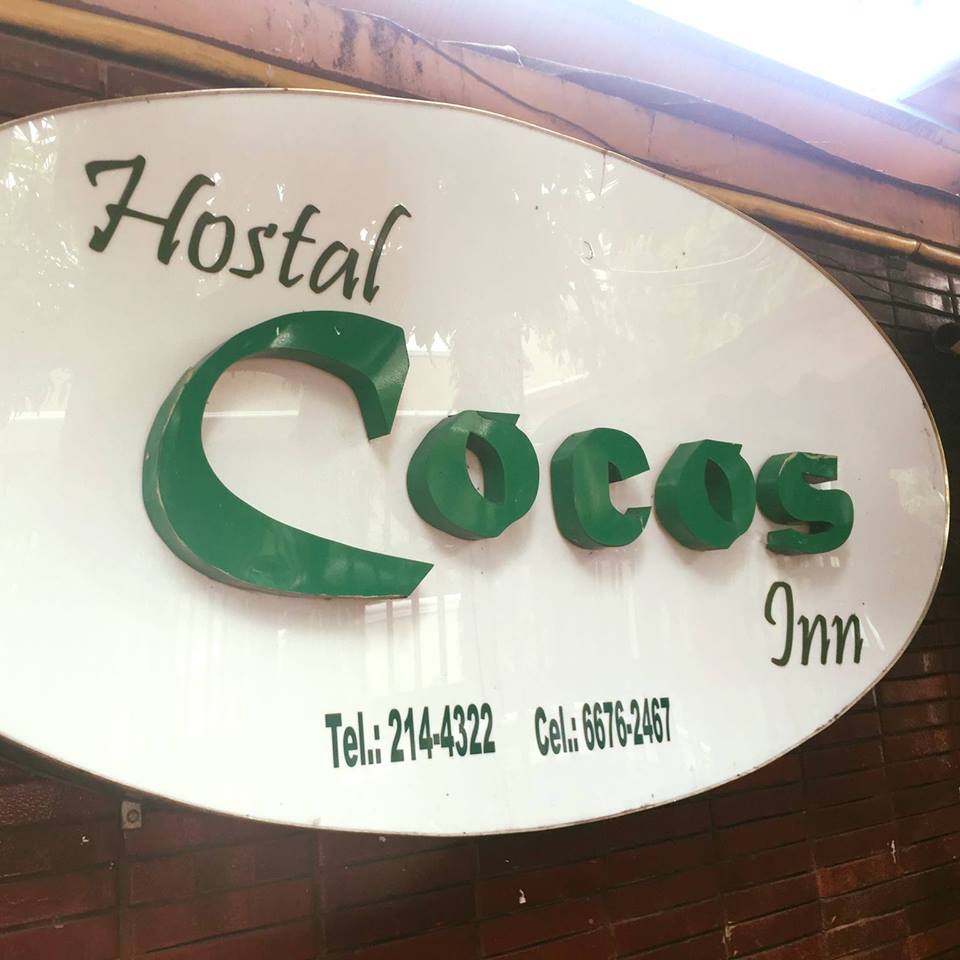 Hostal
Cocos
Inn
Tel.: 214-4322 Cel.: 6676-2467